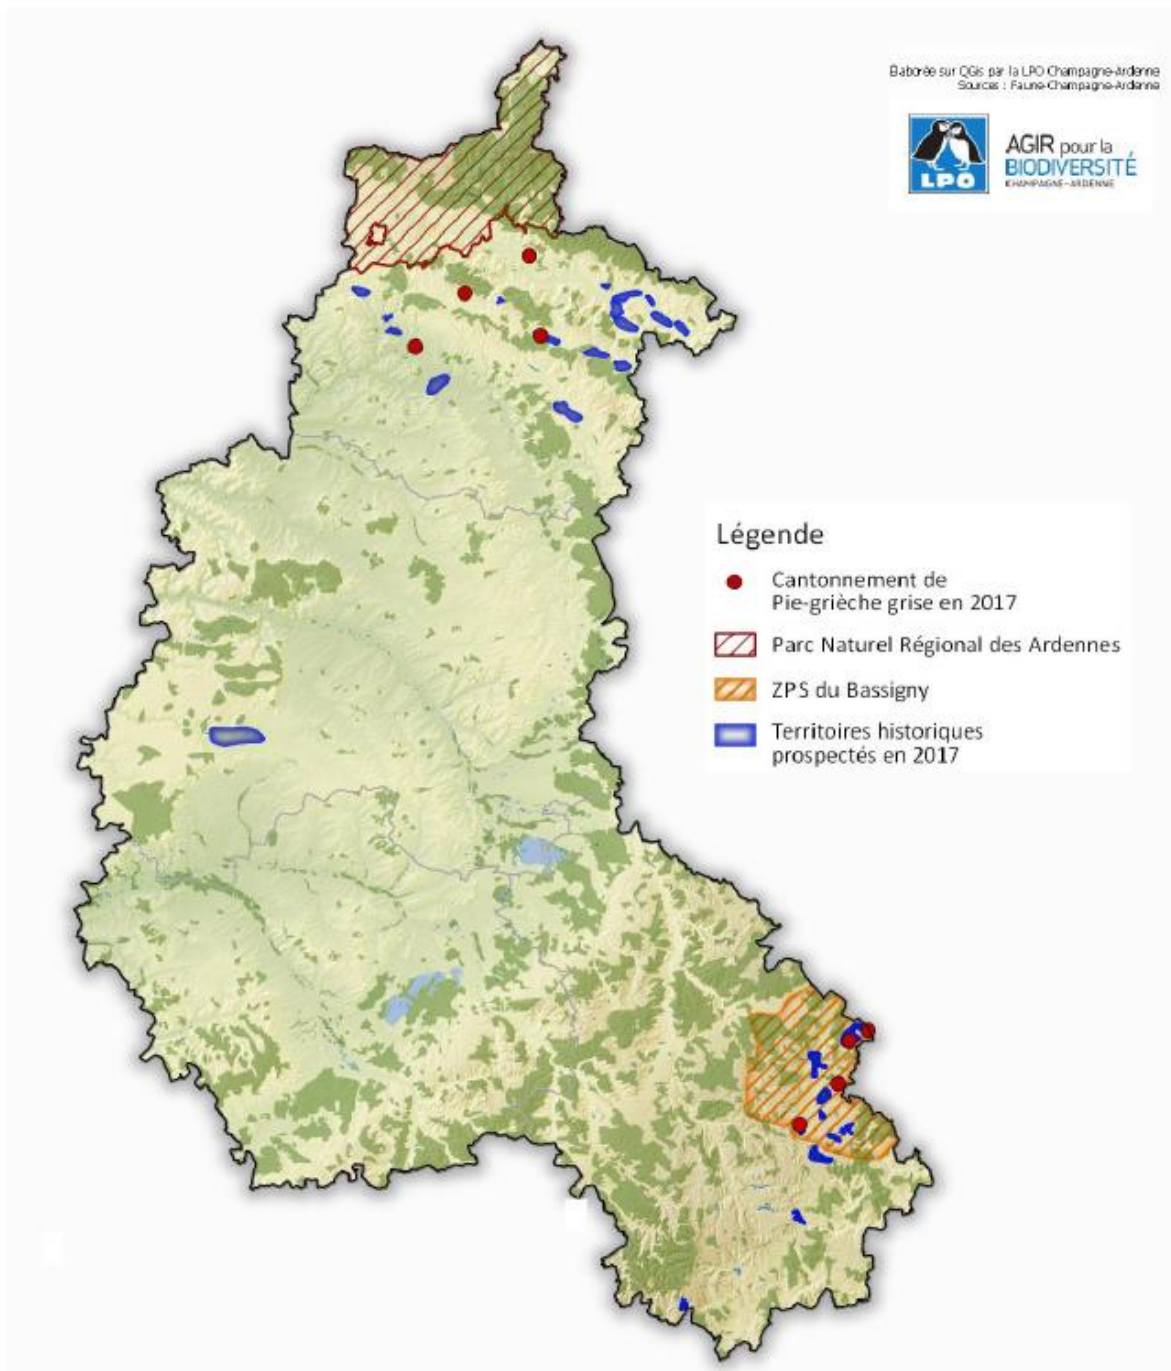 Élaborée sur QGis par la LPO Champagne-Ardenne
Sources : Faune-Champagne-Ardenne
AGIR pour la
BIODIVERSITÉ
CHAMPAGNE-ARDENNE
LPO
Légende
Cantonnement de
Pie-grièche grise en 2017
Parc Naturel Régional des Ardennes
ZPS du Bassigny
Territoires historiques
prospectés en 2017